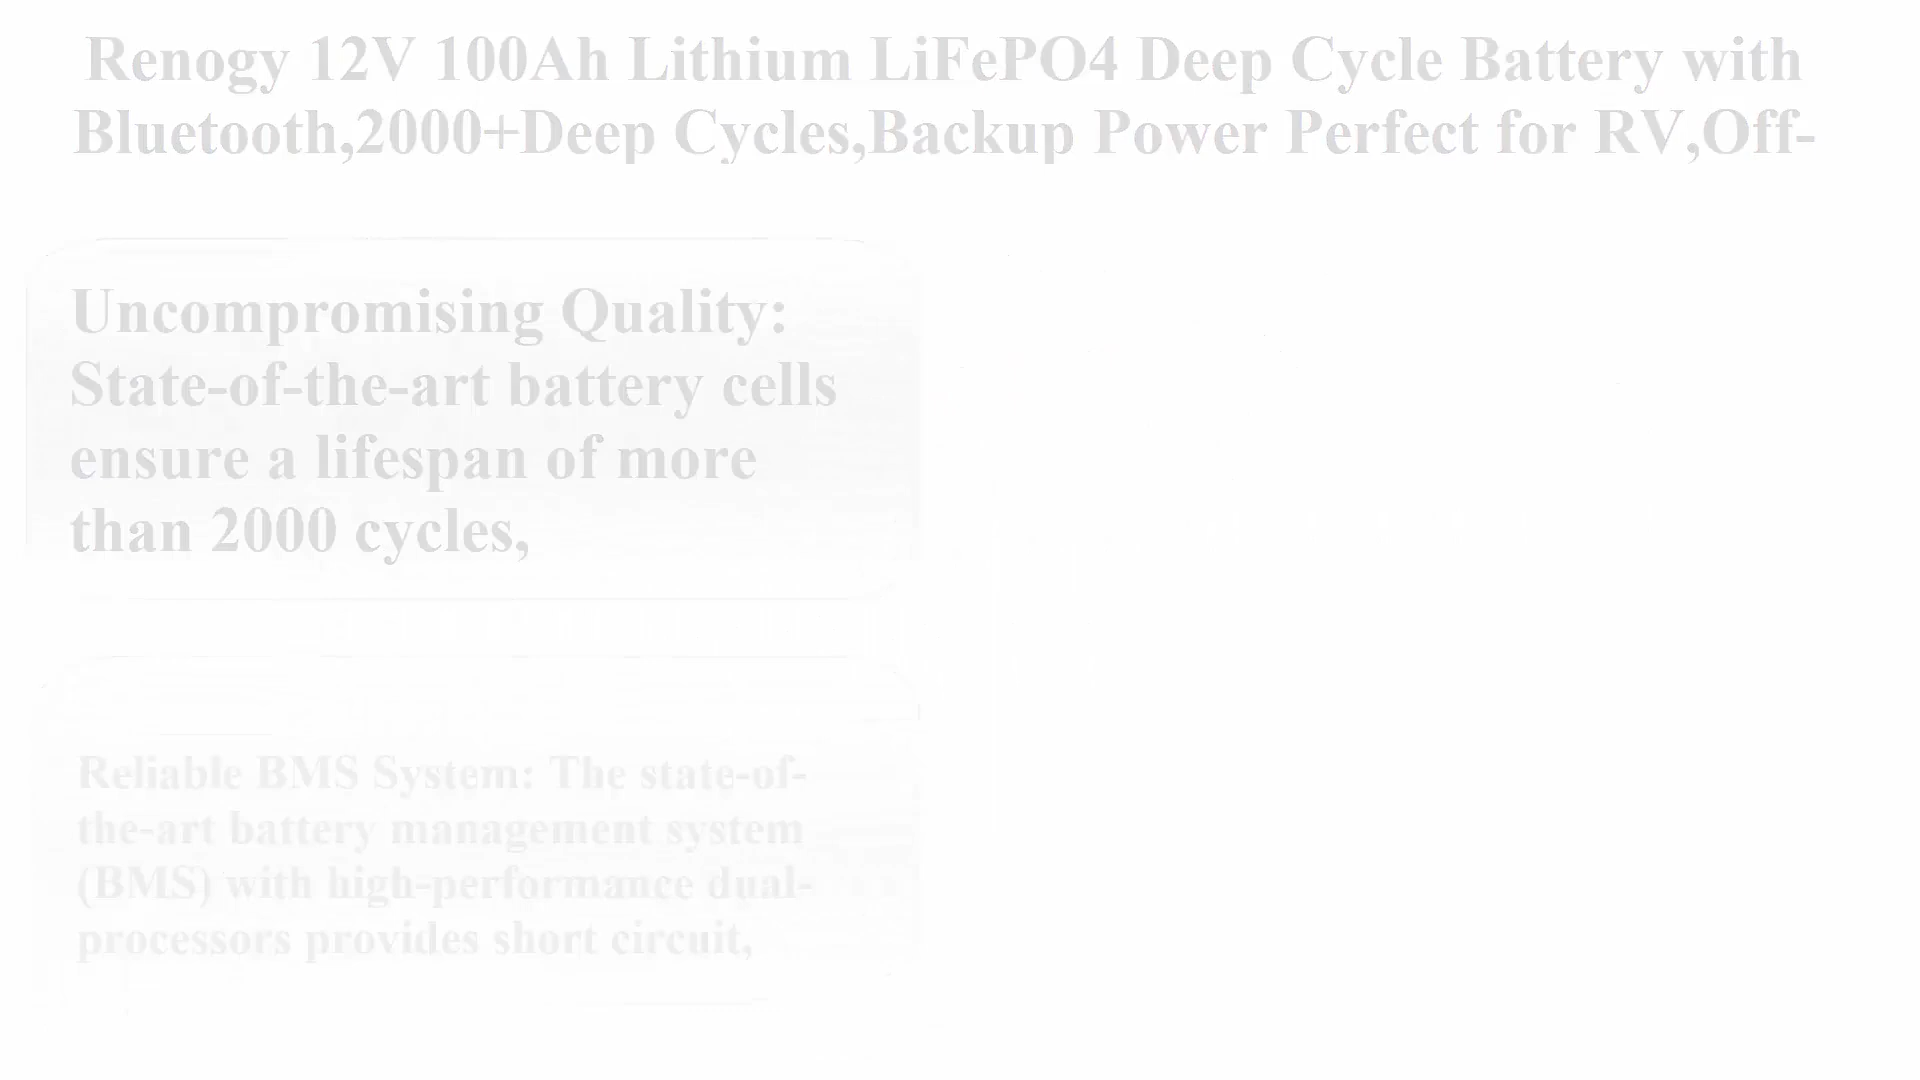 Renogy 12V 100Ah Lithium LiFePO4 Deep Cycle Battery with
Bluetooth,2000+Deep Cycles,Backup Power Perfect for RV,Off-
Uncompromising Quality:
State-of-the-art battery cells
ensure a lifespan of more
than 2000 cycles,
Reliable BMS System: The state-of-
the-art battery management system
(BMS) with high-performance dual-
processors provides short circuit,